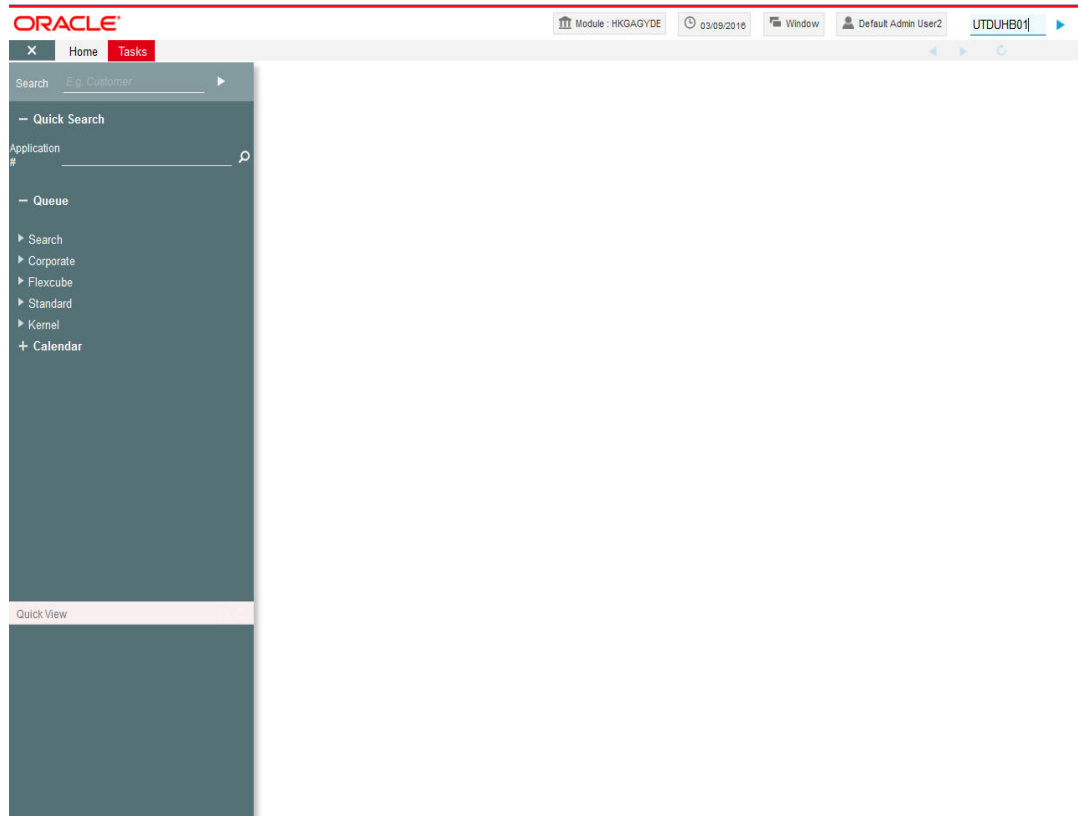 ORACLE®
Module : HKGAGYDE 03/09/2016 Window Default Admin User2 UTDUHB01
Home Tasks
Search E.g. Customer
Quick Search
Application
#
Queue
Search
Corporate
Flexcube
Standard
Kernel
Calendar
Quick View